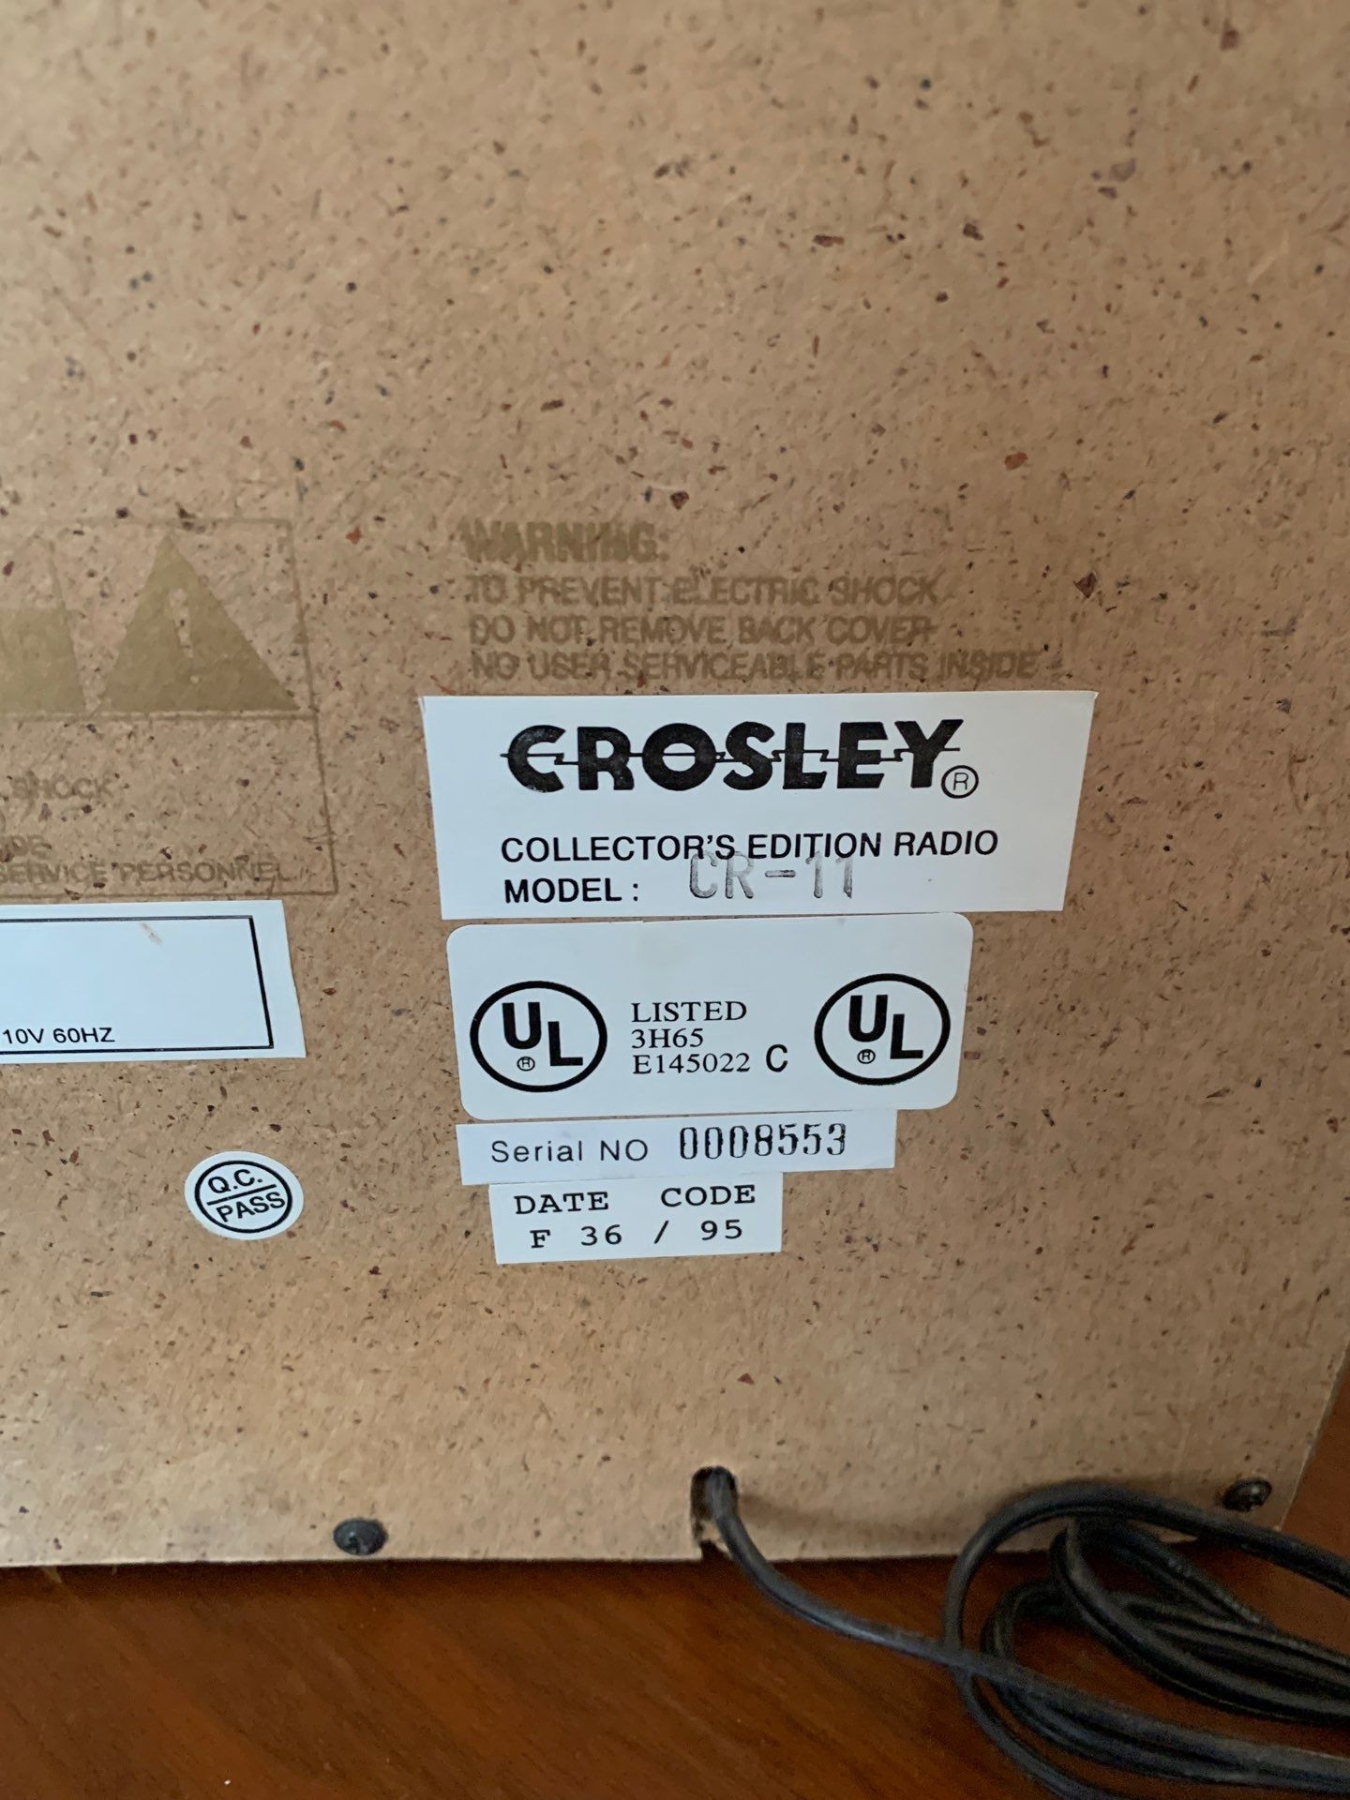 WARNING:
TO PREVENT ELECTRIC SHOCK
DO NOT REMOVE BACK COVER
NO USER SERVICEABLE PARTS INSIDE
SHOCK
SERVICE PERSONNEL
10V 60HZ
CROSLEY®
COLLECTOR'S EDITION RADIO
MODEL : CR-11
UL ® LISTED UL ®
3H65
E145022 C
Serial NO 0008553
DATE CODE
F 36 / 95
Q.C.
PASS